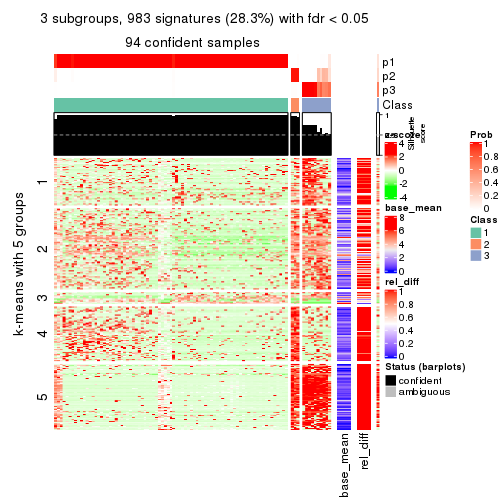 3 subgroups, 983 signatures (28.3%) with fdr < 0.05
94 confident samples
p1
p2
p3
Class
1
Silhouette
score
k-means with 5 groups
1
2
3
4
5
base_mean
rel_diff
z-score
4
2
0
-2
-4
base_mean
8
6
4
2
0
rel_diff
1
0.8
0.6
0.4
0.2
0
Status (barplots)
confident
ambiguous
Prob
1
0.8
0.6
0.4
0.2
0
Class
1
2
3